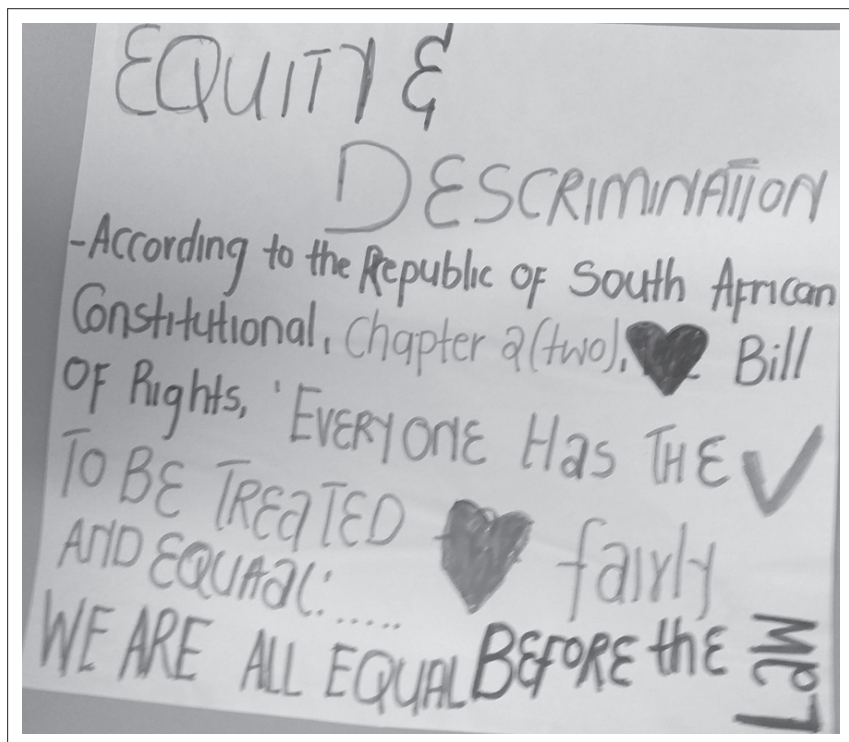 EQUITY &
DESCRIMINATION
- According to the Republic of South African
Constitutional, Chapter 2 (two), Bill
OF Rights, 'EVERYONE Has THE ✓
TO BE TREATED fairly
AND EQUAL'.....
WE ARE ALL EQUAL BEFORE the LAW